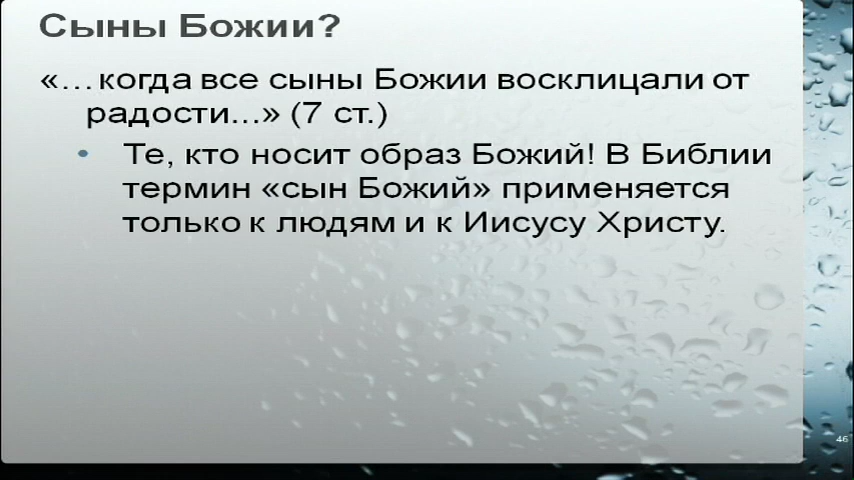 Сыны Божии?
«…когда все сыны Божии восклицали от
радости...» (7 ст.)
• Те, кто носит образ Божий! В Библии
термин «сын Божий» применяется
только к людям и к Иисусу Христу.
46